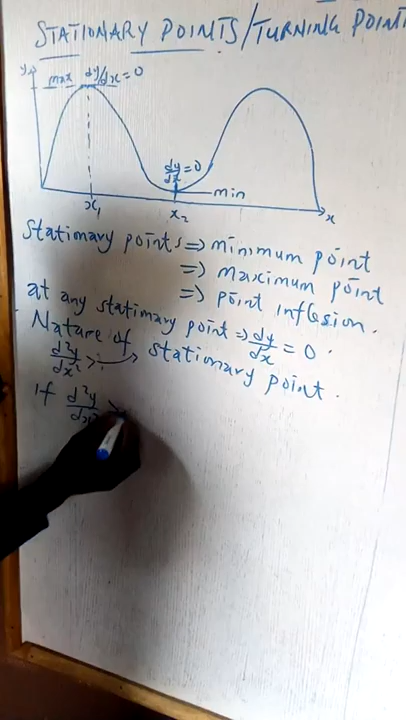 STATIONARY POINTS/TURNING POINT
y
max dy/dx = 0
dy/dx = 0
min
x₁
x₂
x
Stationary points => minimum point
=> maximum point
=> point inflesion.
at any stationary point => dy/dx = 0.
Nature of stationary point.
d²y/dx²
If d²y/dx² >